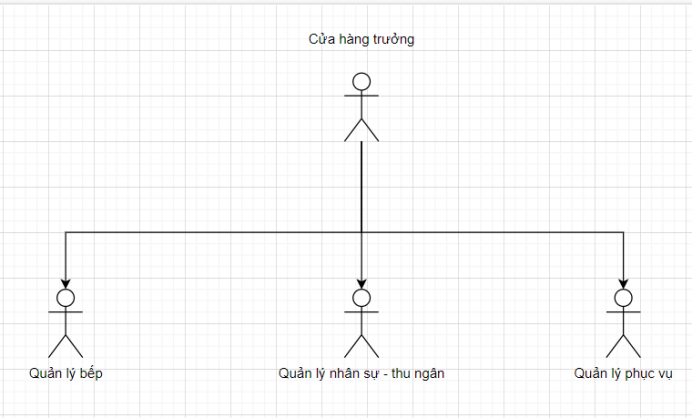 Cửa hàng trưởng
Quản lý bếp
Quản lý nhân sự - thu ngân
Quản lý phục vụ